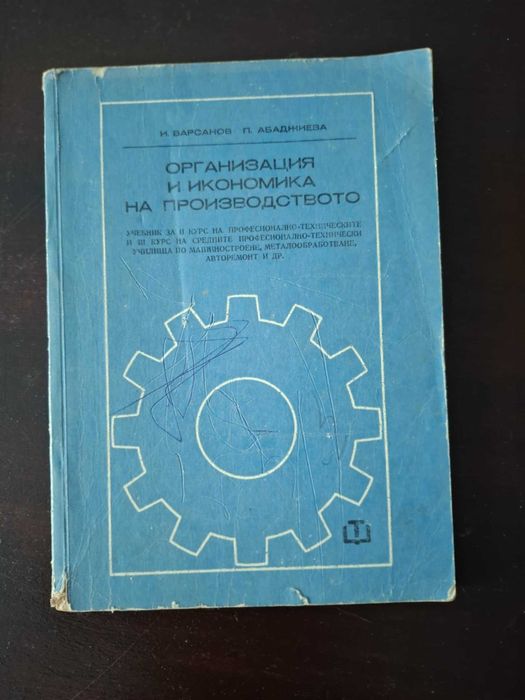 И. ВАРСАНОВ П. АБАДЖИЕВА
ОРГАНИЗАЦИЯ
И ИКОНОМИКА
НА ПРОИЗВОДСТВОТО
УЧЕБНИК ЗА II КУРС НА ПРОФЕСИОНАЛНО-ТЕХНИЧЕСКИТЕ
И III КУРС НА СРЕДНИТЕ ПРОФЕСИОНАЛНО-ТЕХНИЧЕСКИ
УЧИЛИЩА ПО МАШИНОСТРОЕНЕ, МЕТАЛООБРАБОТВАНЕ,
АВТОРЕМОНТ И ДР.
Т